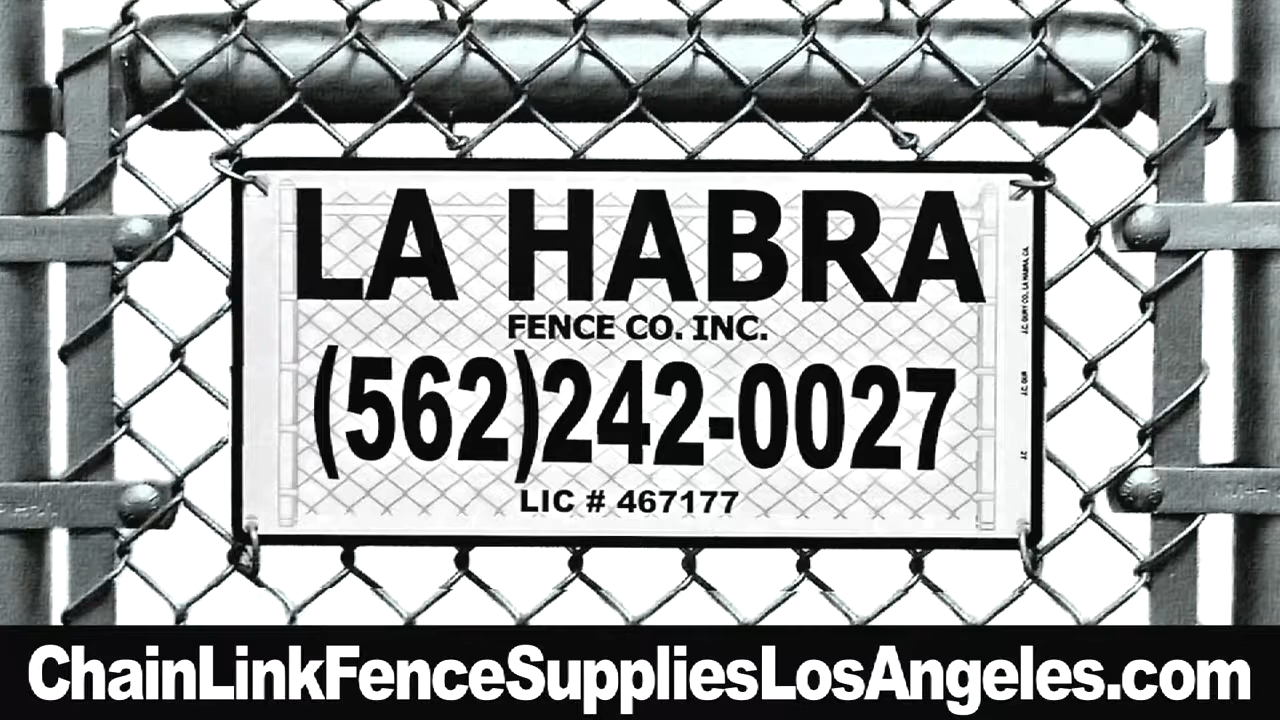 LA HABRA
FENCE CO. INC.
(562)242-0027
LIC # 467177
ChainLinkFenceSuppliesLosAngeles.com